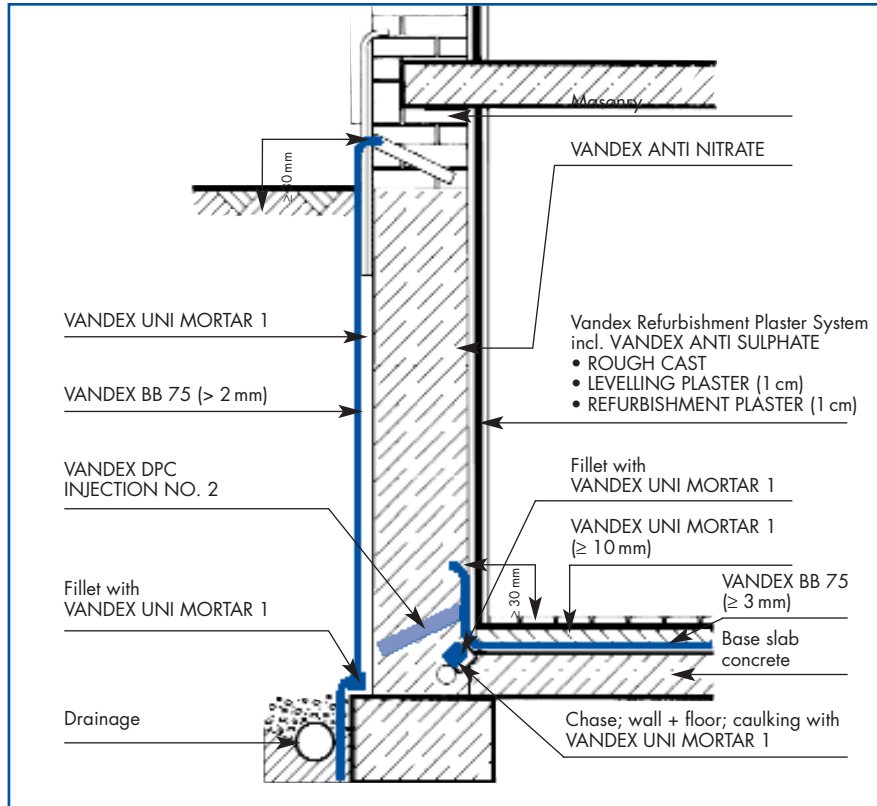 Masonry
VANDEX ANTI NITRATE
≥ 30 mm
VANDEX UNI MORTAR 1
VANDEX BB 75 (> 2 mm)
VANDEX DPC
INJECTION NO. 2
Fillet with
VANDEX UNI MORTAR 1
Drainage
Vandex Refurbishment Plaster System
incl. VANDEX ANTI SULPHATE
• ROUGH CAST
• LEVELLING PLASTER (1 cm)
• REFURBISHMENT PLASTER (1 cm)
Fillet with
VANDEX UNI MORTAR 1
VANDEX UNI MORTAR 1
(≥ 10 mm)
≥ 30 mm
VANDEX BB 75
(≥ 3 mm)
Base slab
concrete
Chase; wall + floor; caulking with
VANDEX UNI MORTAR 1